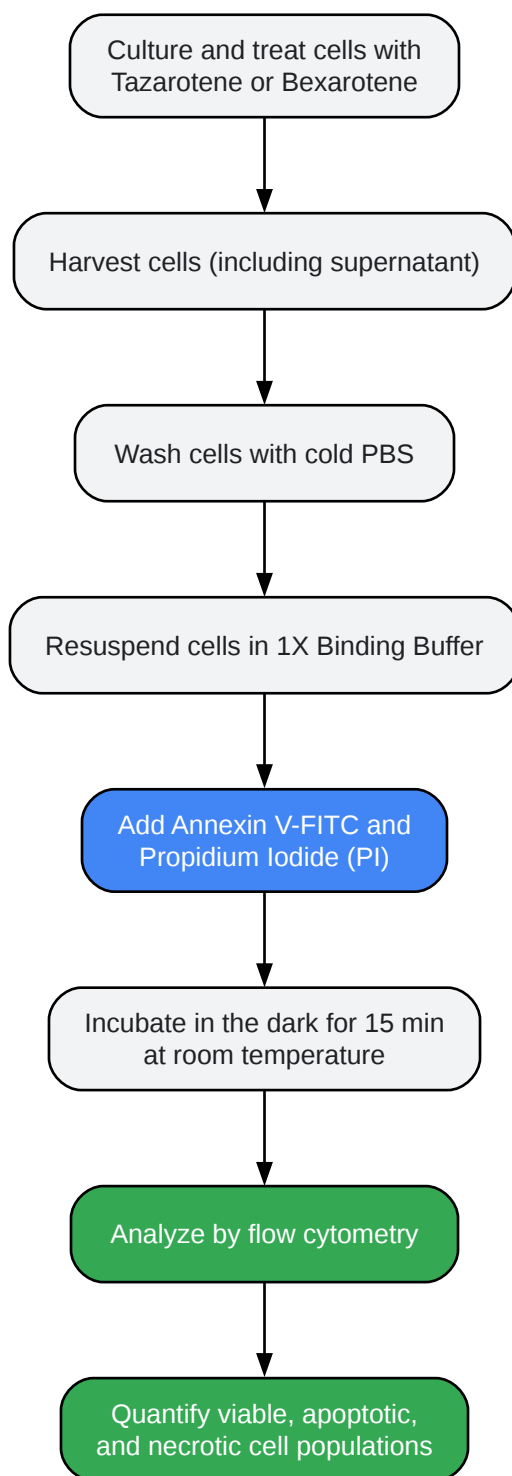 Culture and treat cells with
Tazarotene or Bexarotene
Harvest cells (including supernatant)
Wash cells with cold PBS
Resuspend cells in 1X Binding Buffer
Add Annexin V-FITC and
Propidium Iodide (PI)
Incubate in the dark for 15 min
at room temperature
Analyze by flow cytometry
Quantify viable, apoptotic,
and necrotic cell populations